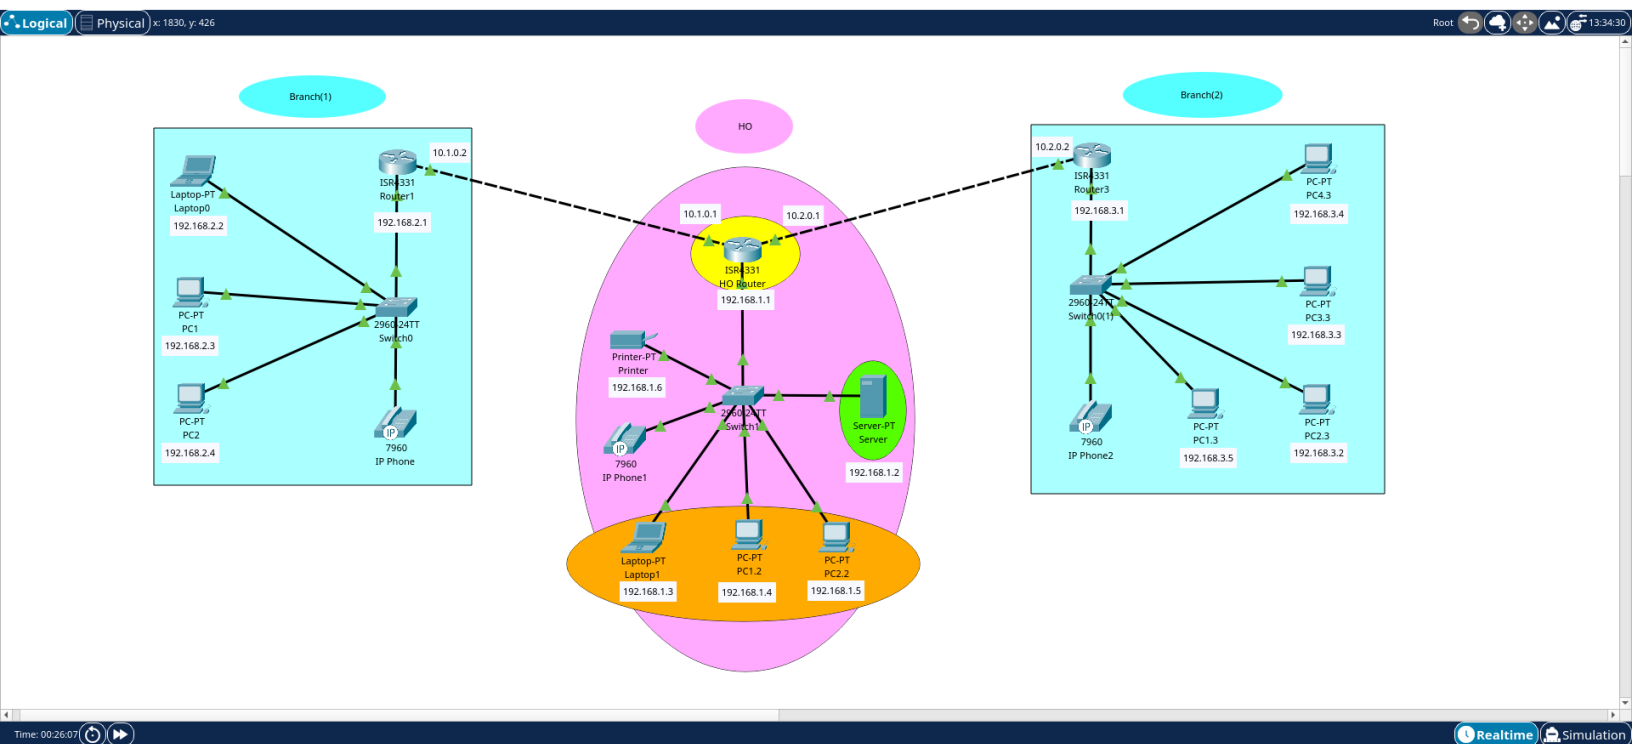 Logical
Physical
x: 1830, y: 426
Root
13:34:30
Branch(1)
10.1.0.2
ISR4331
Router1
192.168.2.1
Laptop-PT
Laptop0
192.168.2.2
PC-PT
PC1
192.168.2.3
2960-24TT
Switch0
PC-PT
PC2
192.168.2.4
IP
7960
IP Phone
HO
10.1.0.1
10.2.0.1
ISR4331
HO Router
192.168.1.1
Printer-PT
Printer
192.168.1.6
2960-24TT
Switch1
Server-PT
Server
192.168.1.2
IP
7960
IP Phone1
Laptop-PT
Laptop1
192.168.1.3
PC-PT
PC1.2
192.168.1.4
PC-PT
PC2.2
192.168.1.5
Branch(2)
10.2.0.2
ISR4331
Router3
192.168.3.1
PC-PT
PC4.3
192.168.3.4
2960-24TT
Switch0(1)
PC-PT
PC3.3
192.168.3.3
IP
7960
IP Phone2
PC-PT
PC1.3
192.168.3.5
PC-PT
PC2.3
192.168.3.2
Time: 00:26:07
Realtime
Simulation